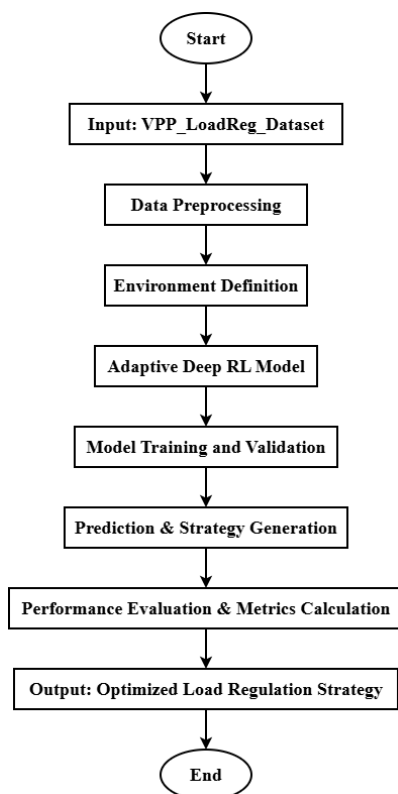 Start
Input: VPP_LoadReg_Dataset
Data Preprocessing
Environment Definition
Adaptive Deep RL Model
Model Training and Validation
Prediction & Strategy Generation
Performance Evaluation & Metrics Calculation
Output: Optimized Load Regulation Strategy
End